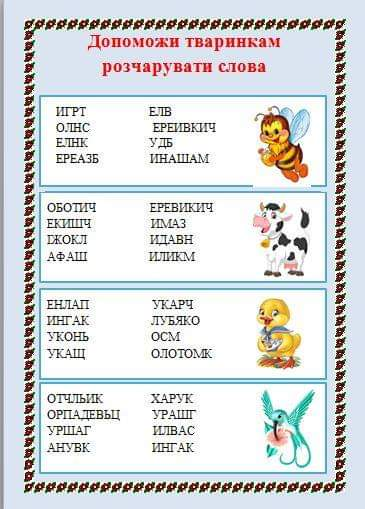 Допоможи тваринкам
розчарувати слова
ИГРТ ЕЛВ
ОЛНС ЕРЕИВКИЧ
ЕЛНК УДБ
ЕРЕАЗБ ИНАШАМ
ОБОТИЧ ЕРЕВИКИЧ
ЕКИШЧ ИМАЗ
ІЖОКЛ ИДАВН
АФАШ ИЛИКМ
ЕНЛАП УКАРЧ
ИНГАК ЛУБЯКО
УКОНЬ ОСМ
УКАЩ ОЛОТОМК
ОТЧЛЬИК ХАРУК
ОРПАДЕВЬЦ УРАШГ
УРШАГ ИЛВАС
АНУВК ИНГАК